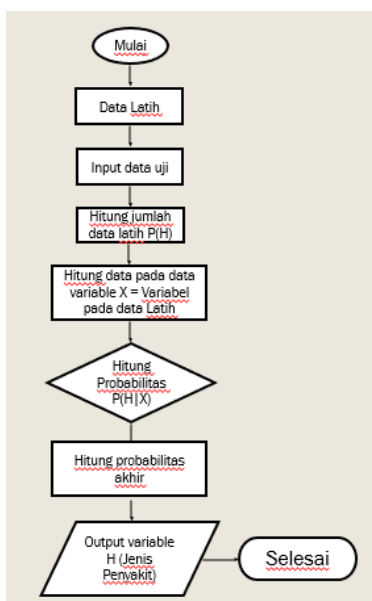 Mulai
Data Latih
Input data uji
Hitung jumlah
data latih P(H)
Hitung data pada data
variable X = Variabel
pada data Latih
Hitung
Probabilitas
P(H|X)
Hitung probabilitas
akhir
Output variable
H (Jenis
Penyakit)
Selesai